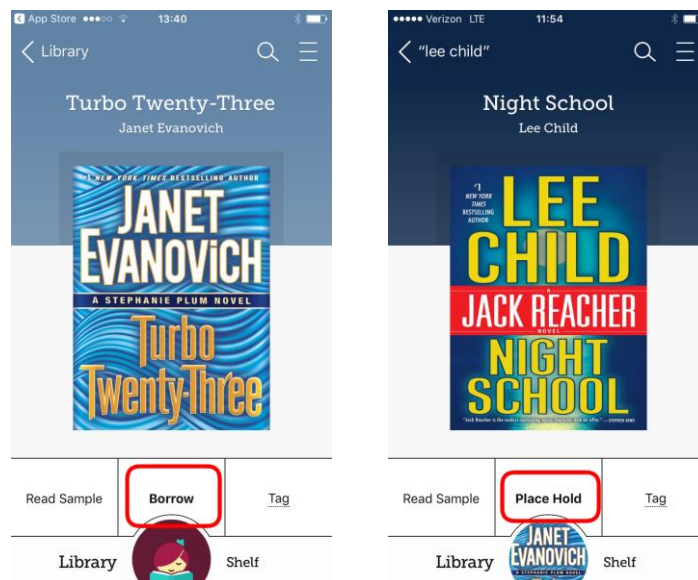 App Store
13:40
Library
Turbo Twenty-Three
Janet Evanovich
#1 NEW YORK TIMES BESTSELLING AUTHOR
JANET
EVANOViCH
A STEPHANIE PLUM NOVEL
Turbo
Twenty-Three
Read Sample
Borrow
Tag
Library
Shelf
Verizon LTE
11:54
"lee child"
Night School
Lee Child
#1
NEW YORK
TIMES
BESTSELLING
AUTHOR
LEE
CHILD
A
JACK REACHER
NOVEL
NIGHT
SCHOOL
Read Sample
Place Hold
Tag
JANET
EVANOVICH
Library
Shelf